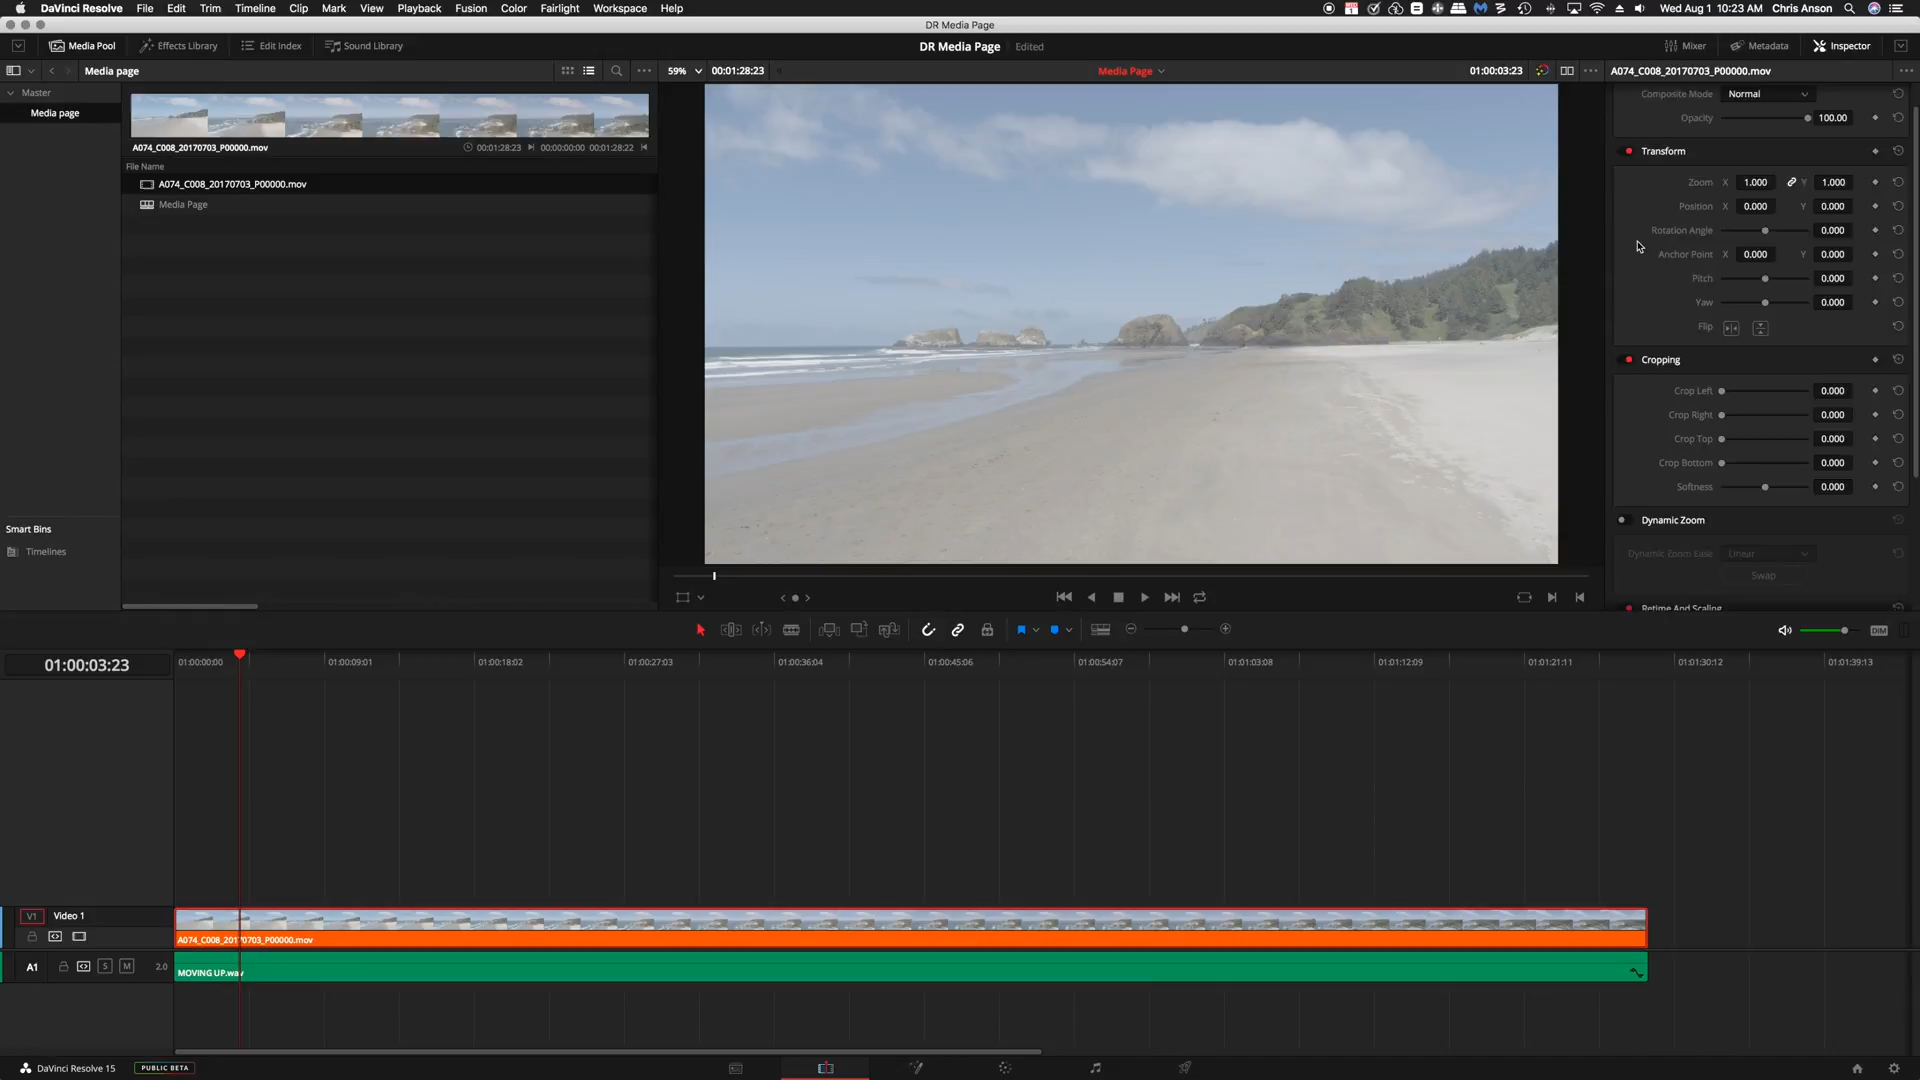 DaVinci Resolve File Edit Trim Timeline Clip Mark View Playback Fusion Color Fairlight Workspace Help Wed Aug 1 10:23 AM Chris Anson
DR Media Page
Media Pool Effects Library Edit Index Sound Library DR Media Page Edited Mixer Metadata Inspector
Media page 59% 00:01:28:23 Media Page 01:00:03:23 A074_C008_20170703_P00000.mov
Master
Media page
A074_C008_20170703_P00000.mov 00:01:28:23 00:00:00:00 00:01:28:22
File Name
A074_C008_20170703_P00000.mov
Media Page
Smart Bins
Timelines
Composite Mode Normal
Opacity 100.00
Transform
Zoom X 1.000 Y 1.000
Position X 0.000 Y 0.000
Rotation Angle 0.000
Anchor Point X 0.000 Y 0.000
Pitch 0.000
Yaw 0.000
Flip
Cropping
Crop Left 0.000
Crop Right 0.000
Crop Top 0.000
Crop Bottom 0.000
Softness 0.000
Dynamic Zoom
Dynamic Zoom Ease Linear
Swap
Retime And Scaling
DIM
01:00:03:23 01:00:00:00 01:00:09:01 01:00:18:02 01:00:27:03 01:00:36:04 01:00:45:06 01:00:54:07 01:01:03:08 01:01:12:09 01:01:21:11 01:01:30:12 01:01:39:13
V1 Video 1
A074_C008_20170703_P00000.mov
A1 S M 2.0 MOVING UP.wav
DaVinci Resolve 15 PUBLIC BETA